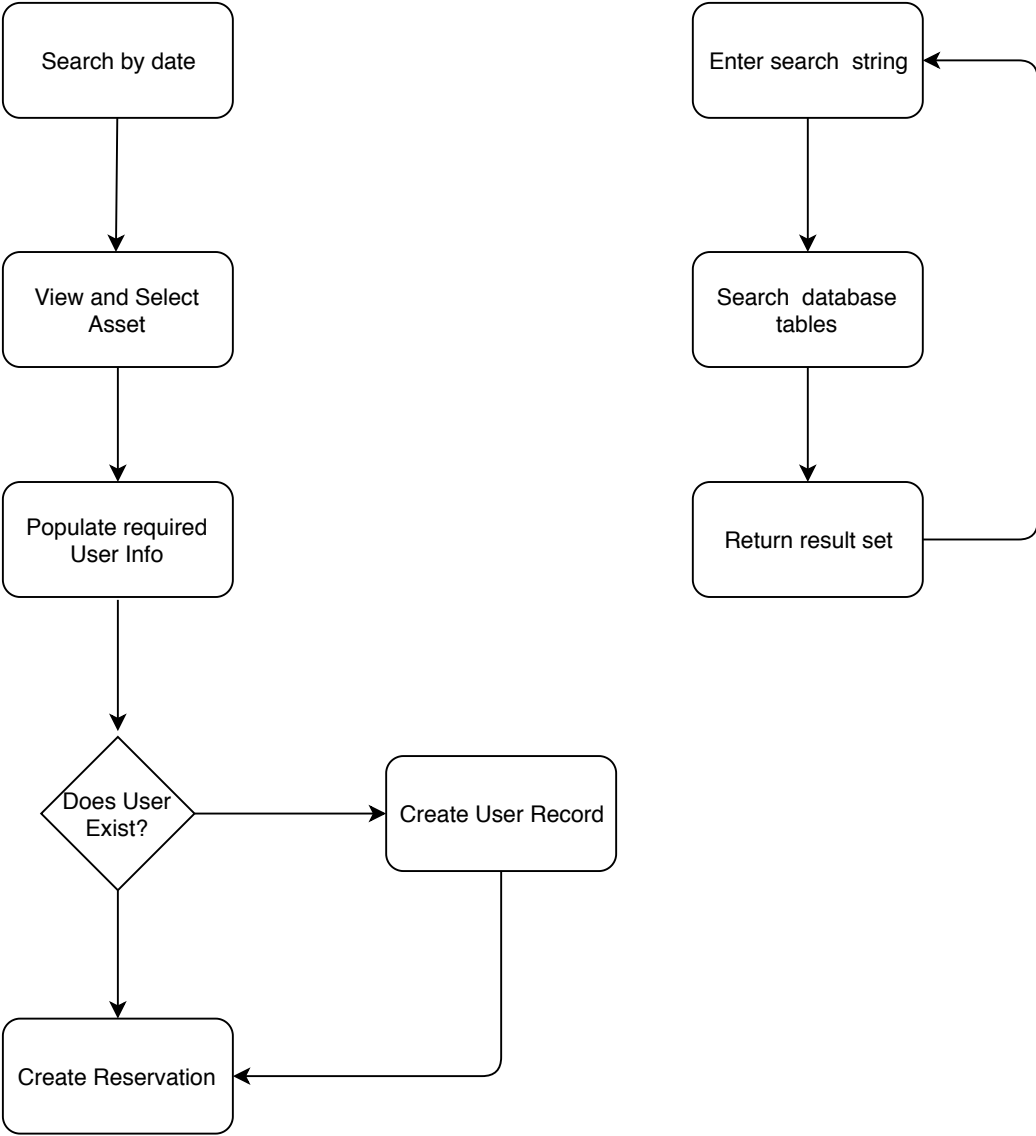 Search by date
View and Select
Asset
Populate required
User Info
Does User
Exist?
Create User Record
Create Reservation
Enter search  string
Search  database
tables
Return result set